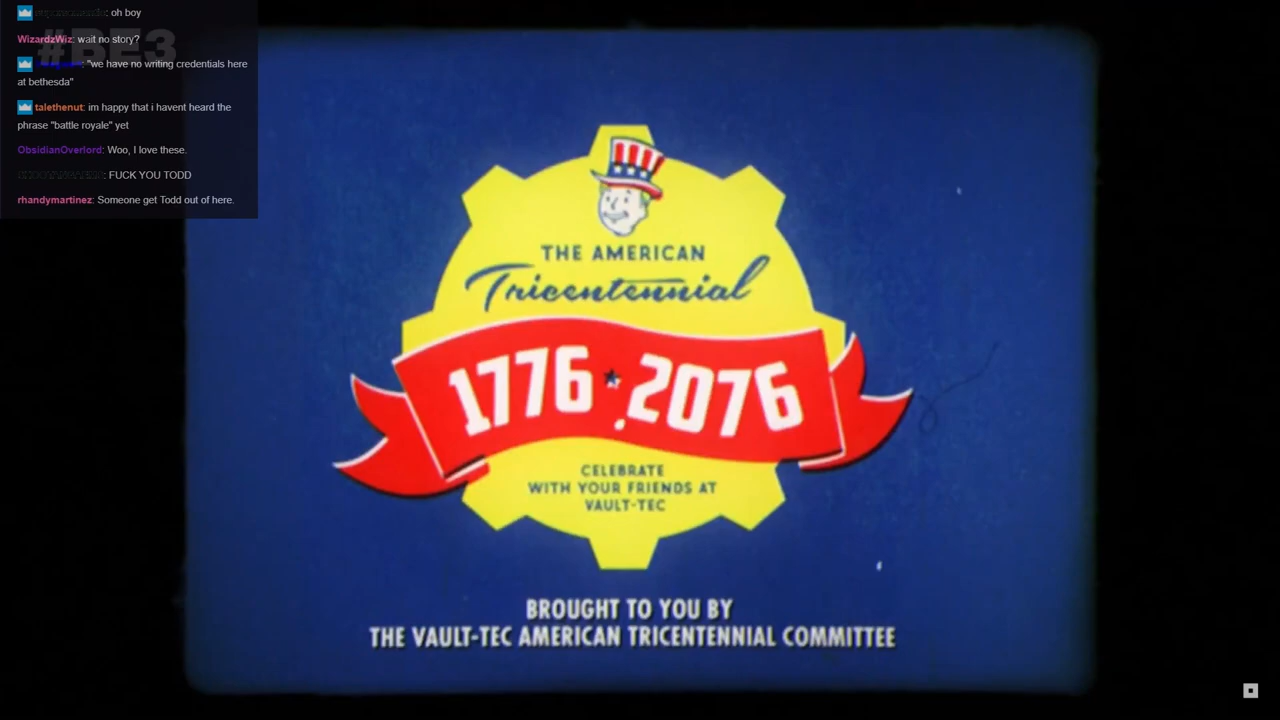 : oh boy
#BE3
WizardzWiz: wait no story?
: "we have no writing credentials here
at bethesda"
talethenut: im happy that i havent heard the
phrase "battle royale" yet
ObsidianOverlord: Woo, I love these.
: FUCK YOU TODD
rhandymartinez: Someone get Todd out of here.
THE AMERICAN
Tricentennial
1776 ★ 2076
CELEBRATE
WITH YOUR FRIENDS AT
VAULT-TEC
BROUGHT TO YOU BY
THE VAULT-TEC AMERICAN TRICENTENNIAL COMMITTEE